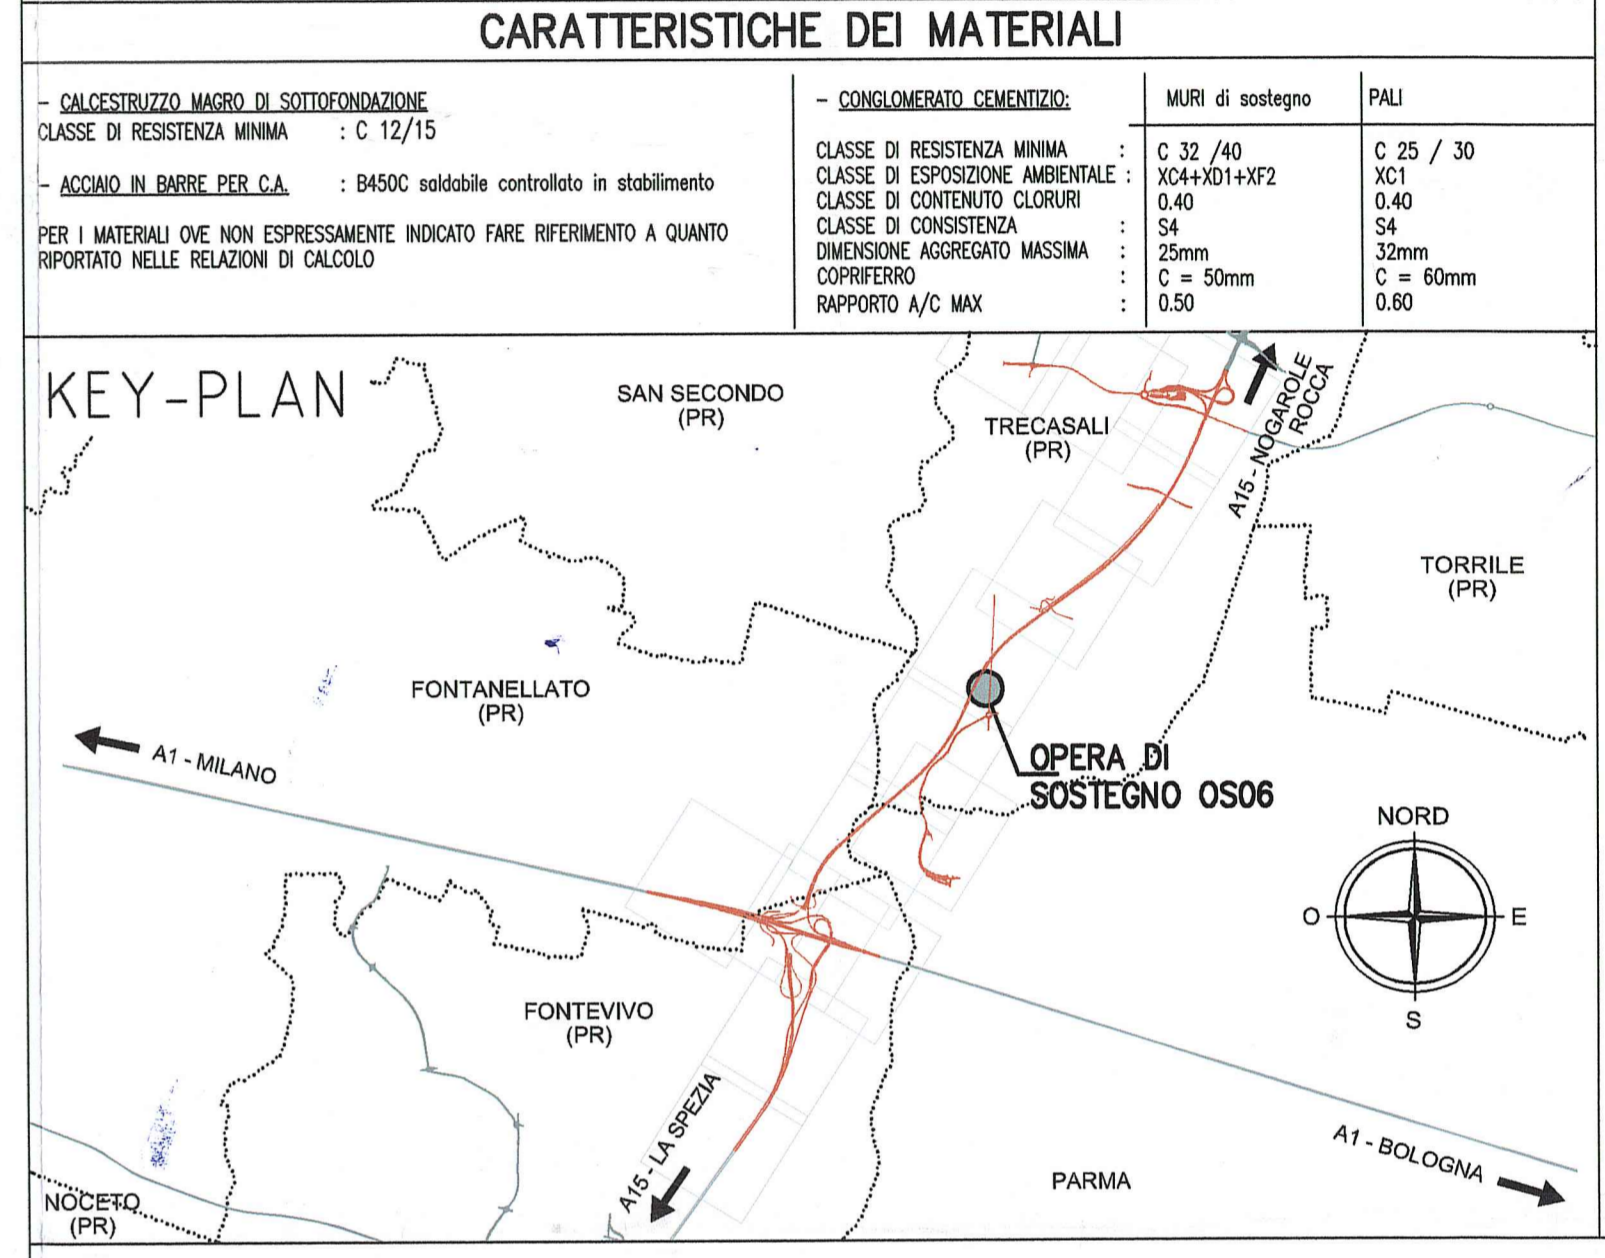 CARATTERISTICHE DEI MATERIALI
- CALCESTRUZZO MAGRO DI SOTTOFONDAZIONE
CLASSE DI RESISTENZA MINIMA : C 12/15
- ACCIAIO IN BARRE PER C.A. : B450C saldabile controllato in stabilimento
PER I MATERIALI OVE NON ESPRESSAMENTE INDICATO FARE RIFERIMENTO A QUANTO
RIPORTATO NELLE RELAZIONI DI CALCOLO
- CONGLOMERATO CEMENTIZIO: MURI di sostegno PALI
CLASSE DI RESISTENZA MINIMA : C 32 /40 C 25 / 30
CLASSE DI ESPOSIZIONE AMBIENTALE : XC4+XD1+XF2 XC1
CLASSE DI CONTENUTO CLORURI 0.40 0.40
CLASSE DI CONSISTENZA : S4 S4
DIMENSIONE AGGREGATO MASSIMA : 25mm 32mm
COPRIFERRO : C = 50mm C = 60mm
RAPPORTO A/C MAX : 0.50 0.60
KEY-PLAN
SAN SECONDO
(PR)
TRECASALI
(PR)
A15 - NOGAROLE
ROCCA
TORRILE
(PR)
FONTANELLATO
(PR)
A1 - MILANO
OPERA DI
SOSTEGNO OS06
NORD
O
E
S
FONTEVIVO
(PR)
A15 - LA SPEZIA
PARMA
A1 - BOLOGNA
NOCETO
(PR)